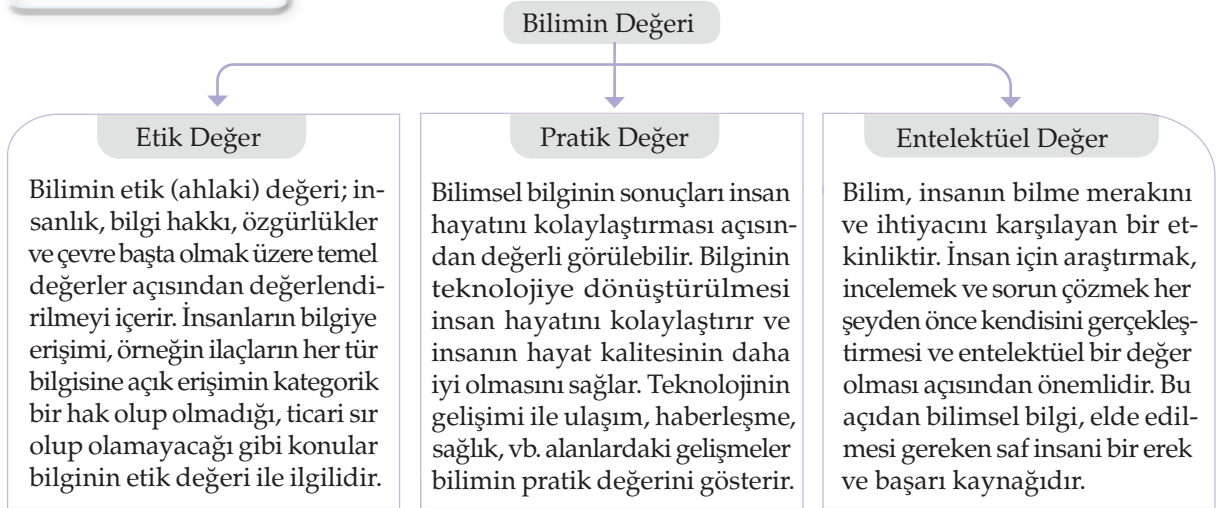 Bilimin Değeri
Etik Değer
Bilimin etik (ahlaki) değeri; in-
sanlık, bilgi hakkı, özgürlükler
ve çevre başta olmak üzere temel
değerler açısından değerlendi-
rilmeyi içerir. İnsanların bilgiye
erişimi, örneğin ilaçların her tür
bilgisine açık erişimin kategorik
bir hak olup olmadığı, ticari sır
olup olamayacağı gibi konular
bilginin etik değeri ile ilgilidir.
Pratik Değer
Bilimsel bilginin sonuçları insan
hayatını kolaylaştırması açısın-
dan değerli görülebilir. Bilginin
teknolojiye dönüştürülmesi
insan hayatını kolaylaştırır ve
insanın hayat kalitesinin daha
iyi olmasını sağlar. Teknolojinin
gelişimi ile ulaşım, haberleşme,
sağlık, vb. alanlardaki gelişmeler
bilimin pratik değerini gösterir.
Entelektüel Değer
Bilim, insanın bilme merakını
ve ihtiyacını karşılayan bir et-
kinliktir. İnsan için araştırmak,
incelemek ve sorun çözmek her
şeyden önce kendisini gerçekleş-
tirmesi ve entelektüel bir değer
olması açısından önemlidir. Bu
açıdan bilimsel bilgi, elde edil-
mesi gereken saf insani bir erek
ve başarı kaynağıdır.